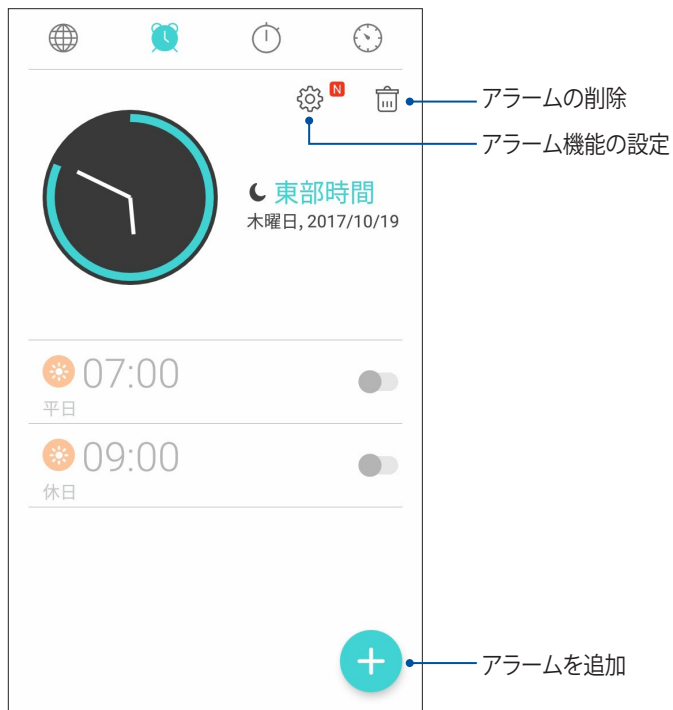 N
アラームの削除
アラーム機能の設定
東部時間
木曜日, 2017/10/19
07:00
平日
09:00
休日
アラームを追加